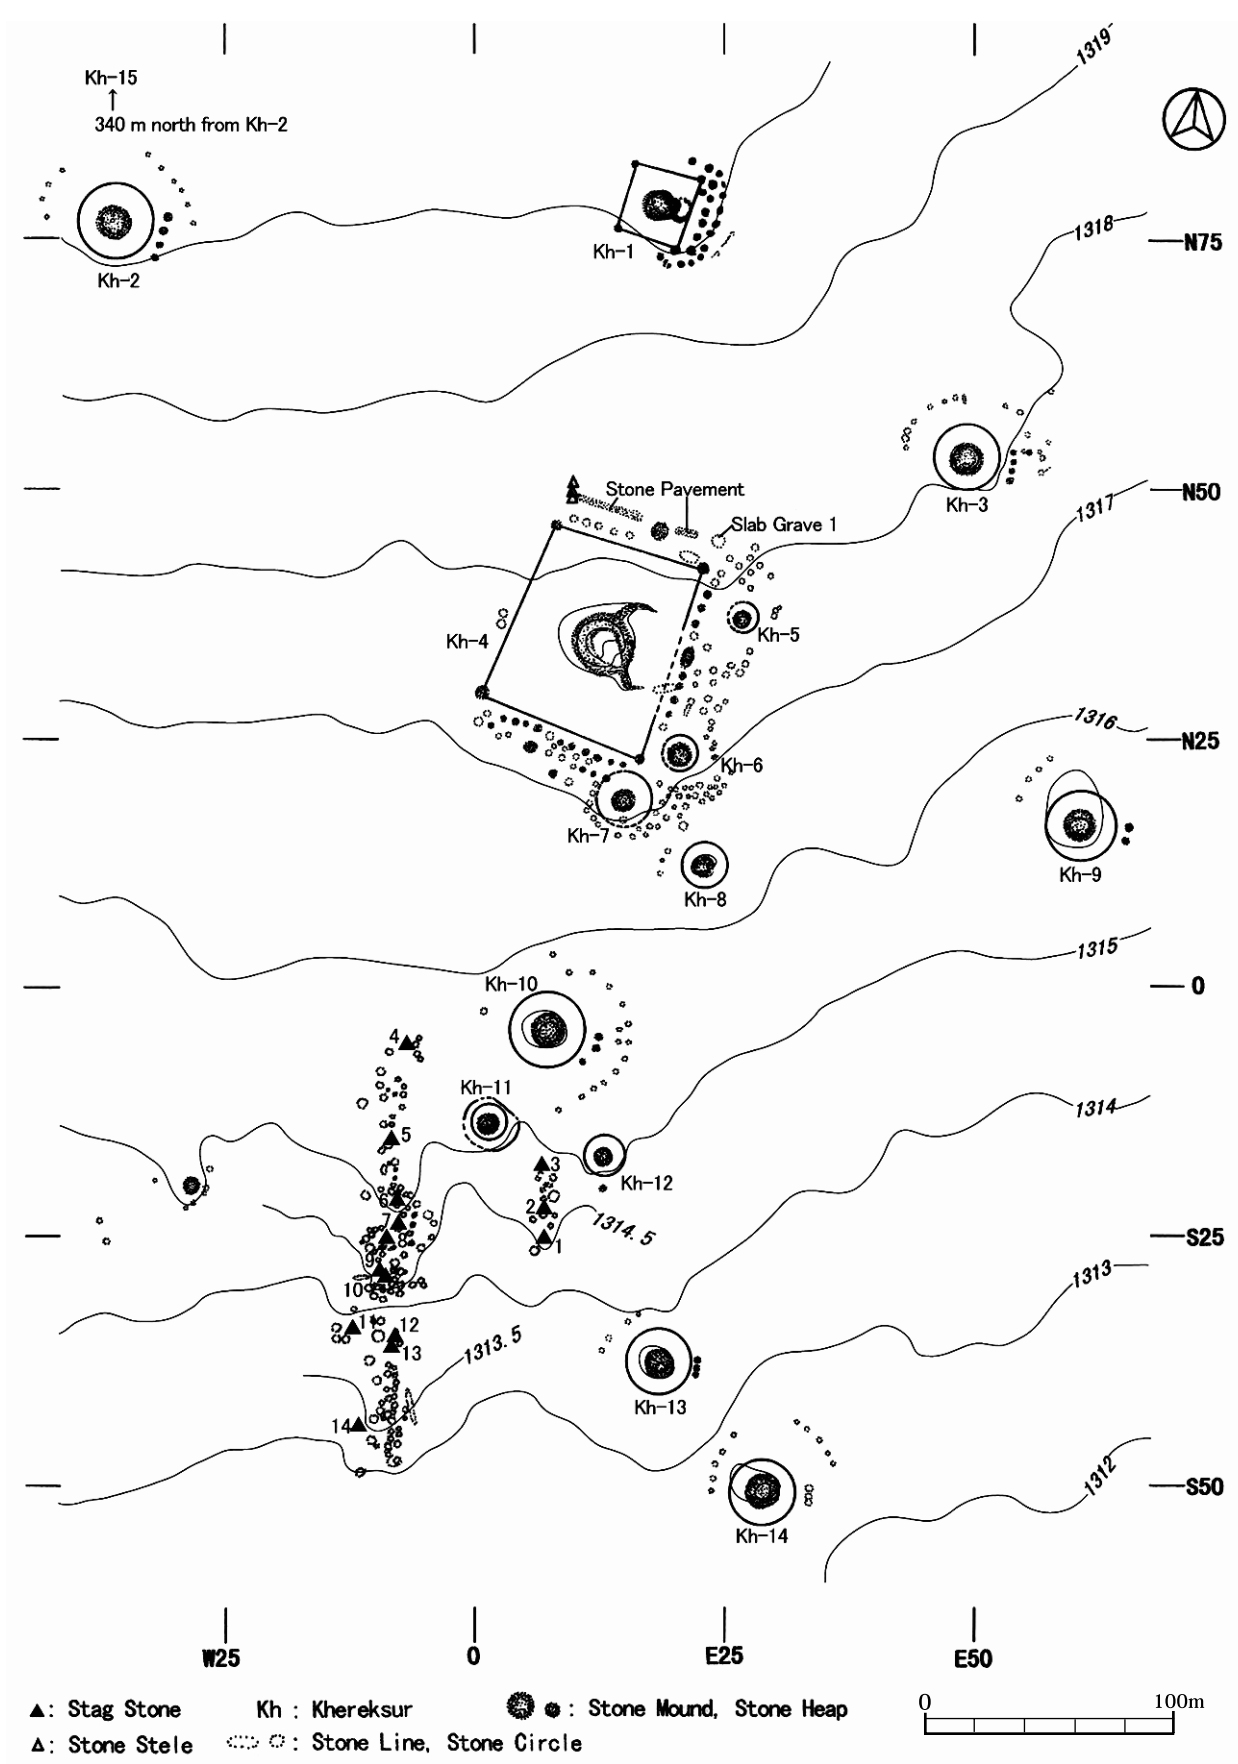 1319
Kh-15
↑
340 m north from Kh-2
1318
N75
Kh-1
Kh-2
Stone Pavement
N50
Kh-3
1317
Slab Grave 1
Kh-5
Kh-4
1316
N25
Kh-6
Kh-7
Kh-9
Kh-8
1315
Kh-10
0
4
Kh-11
1314
5
3
Kh-12
6
2
7
1314.5
S25
1
9
1313
10
11
12
13
1313.5
Kh-13
14
1312
S50
Kh-14
W25
0
E25
E50
▲: Stag Stone
Kh : Khereksur
: Stone Mound, Stone Heap
0
100m
△: Stone Stele
: Stone Line, Stone Circle